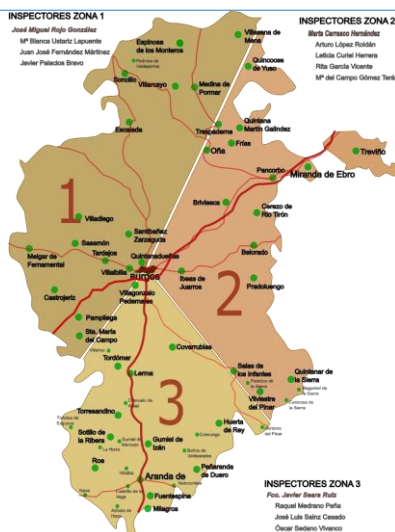 INSPECTORES ZONA 1
José Miguel Rojo González
Mª Blanca Ustariz Lapuente
Juan José Fernández Mártinez
Javier Palacios Bravo
INSPECTORES ZONA 2
Marta Carrasco Hernández
Arturo López Roldán
Leticia Curiel Herrera
Rita García Vicente
Mª del Campo Gómez Terá
Villasana de
Mena
Espinosa de
los Monteros
Quincoces
de Yuso
Soncillo
Villarcayo
Medina de
Pomar
Escalada
Trespaderne
Quintana
Martín Galíndez
Frías
Oña
Treviño
Pancorbo
Miranda de Ebro
1
Briviesca
Cerezo de
Río Tirón
Villadiego
Santibañez
Zarzaguda
Sasamón
Tardajos
Quintanadueñas
Belorado
Melgar de
Fernamental
Villalbilla
Burgos
Ibeas de
Juarros
2
Pradoluengo
Castrojeriz
Villagonzalo
Pedernales
Pampliega
Sta. María
del Campo
Covarrubias
Tordómar
Lerma
Salas de
los Infantes
Quintanar de
la Sierra
3
Vilviestre
del Pinar
Torresandino
Huerta
de Rey
Sotillo de
la Ribera
Gumiel de
Izán
Roa
Peñaranda
de Duero
Aranda de
Fuentespina
Milagros
INSPECTORES ZONA 3
Fco. Javier Sears Ruiz
Raquel Medrano Peña
José Luis Sainz Casado
Óscar Sedano Vivanco